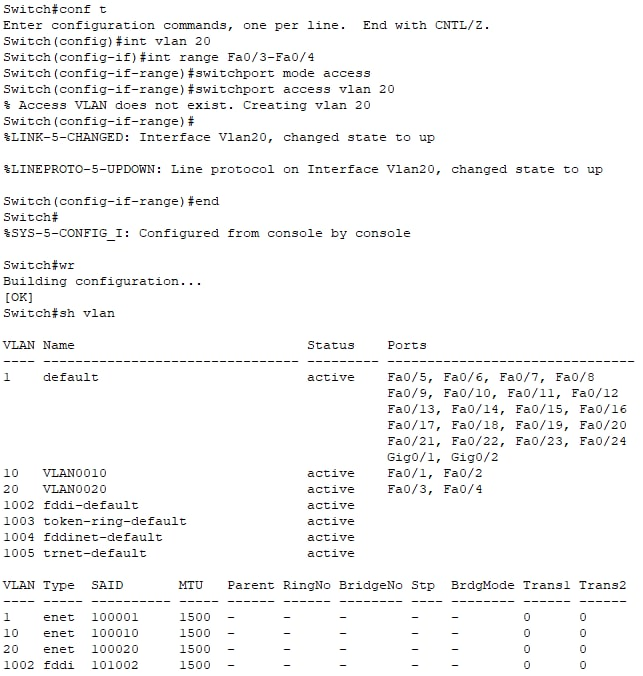 Switch#conf t
Enter configuration commands, one per line.  End with CNTL/Z.
Switch(config)#int vlan 20
Switch(config-if)#int range Fa0/3-Fa0/4
Switch(config-if-range)#switchport mode access
Switch(config-if-range)#switchport access vlan 20
% Access VLAN does not exist. Creating vlan 20
Switch(config-if-range)#
%LINK-5-CHANGED: Interface Vlan20, changed state to up
%LINEPROTO-5-UPDOWN: Line protocol on Interface Vlan20, changed state to up
Switch(config-if-range)#end
Switch#
%SYS-5-CONFIG_I: Configured from console by console
Switch#wr
Building configuration...
[OK]
Switch#sh vlan
VLAN Name                             Status    Ports
---- -------------------------------- --------- -------------------------------
1    default                          active    Fa0/5, Fa0/6, Fa0/7, Fa0/8
                                                Fa0/9, Fa0/10, Fa0/11, Fa0/12
                                                Fa0/13, Fa0/14, Fa0/15, Fa0/16
                                                Fa0/17, Fa0/18, Fa0/19, Fa0/20
                                                Fa0/21, Fa0/22, Fa0/23, Fa0/24
                                                Gig0/1, Gig0/2
10   VLAN0010                         active    Fa0/1, Fa0/2
20   VLAN0020                         active    Fa0/3, Fa0/4
1002 fddi-default                     active
1003 token-ring-default               active
1004 fddinet-default                  active
1005 trnet-default                    active
VLAN Type  SAID       MTU   Parent RingNo BridgeNo Stp  BrdgMode Trans1 Trans2
---- ----- ---------- ----- ------ ------ -------- ---- -------- ------ ------
1    enet  100001     1500  -      -      -        -    -        0      0
10   enet  100010     1500  -      -      -        -    -        0      0
20   enet  100020     1500  -      -      -        -    -        0      0
1002 fddi  101002     1500  -      -      -        -    -        0      0